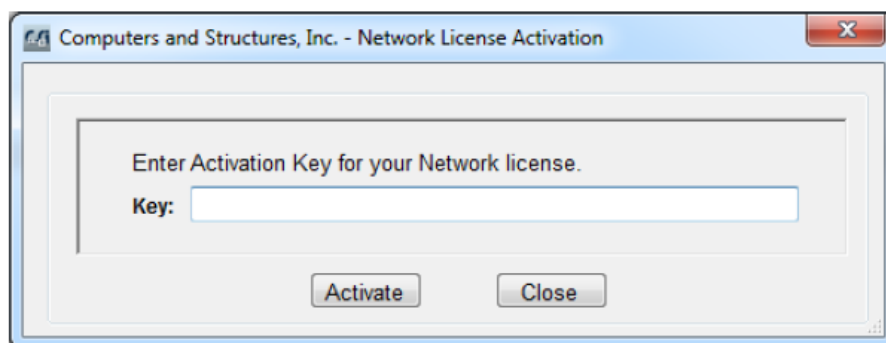 Computers and Structures, Inc. - Network License Activation
Enter Activation Key for your Network license.
Key:
Activate Close